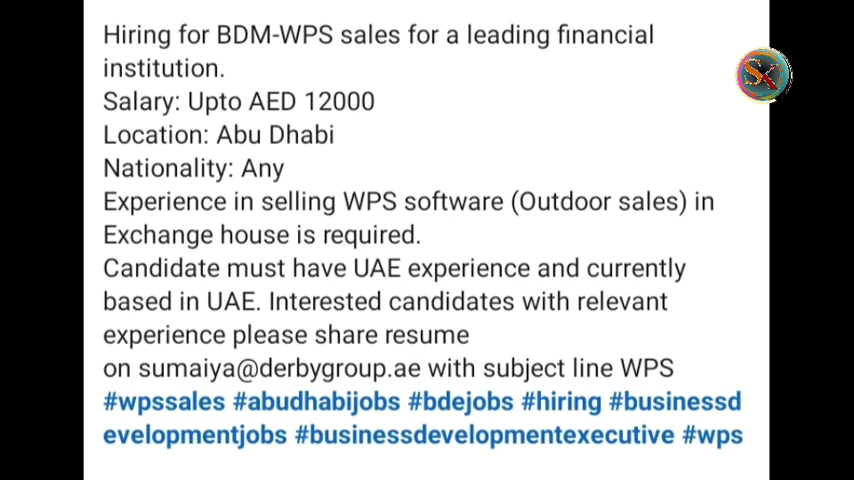 Hiring for BDM-WPS sales for a leading financial
institution.
Salary: Upto AED 12000
Location: Abu Dhabi
Nationality: Any
Experience in selling WPS software (Outdoor sales) in
Exchange house is required.
Candidate must have UAE experience and currently
based in UAE. Interested candidates with relevant
experience please share resume
on sumaiya@derbygroup.ae with subject line WPS
#wpssales #abudhabijobs #bdejobs #hiring #businessd
evelopmentjobs #businessdevelopmentexecutive #wps